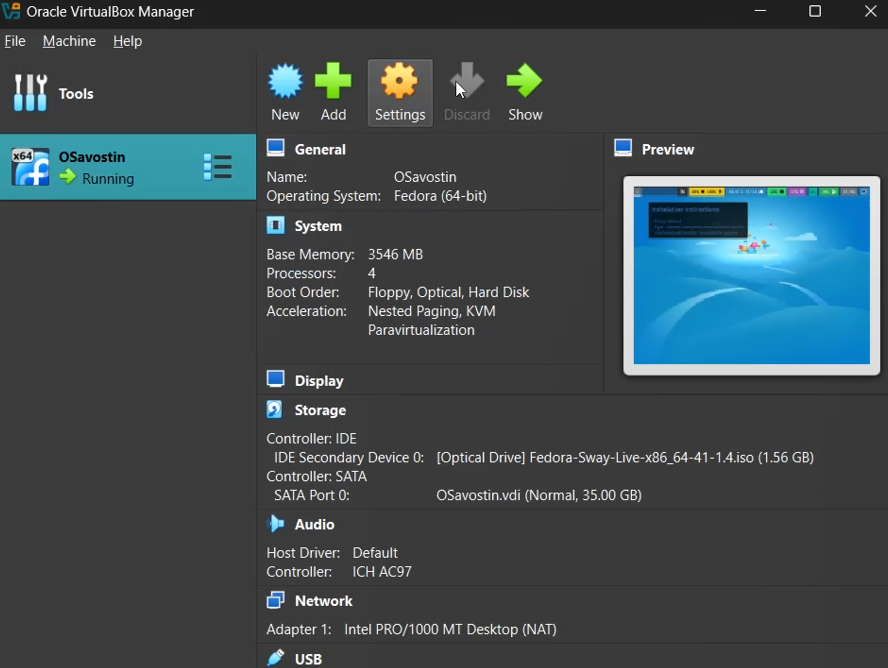 Oracle VirtualBox Manager
File Machine Help
Tools
New Add Settings Discard Show
x64 OSavostin
Running
General
Name: OSavostin
Operating System: Fedora (64-bit)
Preview
System
Base Memory: 3546 MB
Processors: 4
Boot Order: Floppy, Optical, Hard Disk
Acceleration: Nested Paging, KVM
Paravirtualization
Display
Storage
Controller: IDE
IDE Secondary Device 0: [Optical Drive] Fedora-Sway-Live-x86_64-41-1.4.iso (1.56 GB)
Controller: SATA
SATA Port 0: OSavostin.vdi (Normal, 35.00 GB)
Audio
Host Driver: Default
Controller: ICH AC97
Network
Adapter 1: Intel PRO/1000 MT Desktop (NAT)
USB